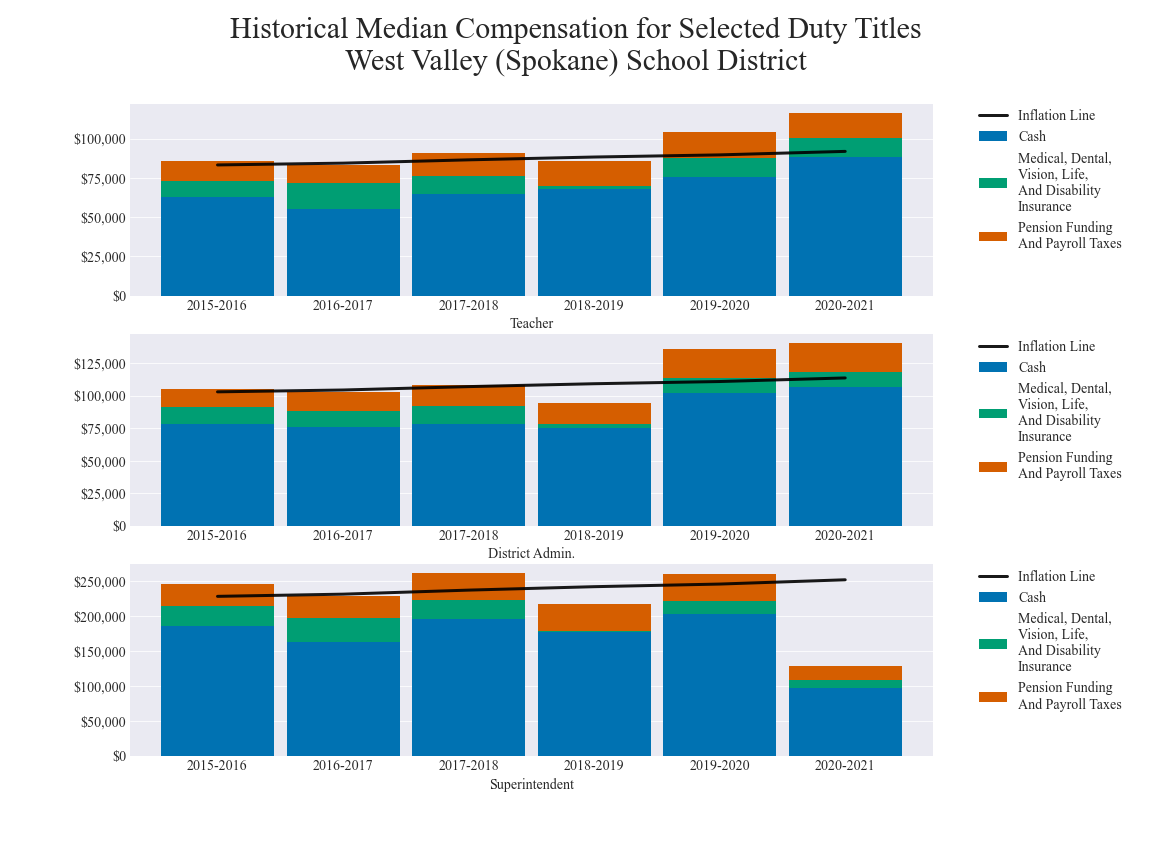 Historical Median Compensation for Selected Duty Titles
West Valley (Spokane) School District
$100,000
$75,000
$50,000
$25,000
$0
2015-2016 2016-2017 2017-2018 2018-2019 2019-2020 2020-2021
Teacher
Inflation Line
Cash
Medical, Dental,
Vision, Life,
And Disability
Insurance
Pension Funding
And Payroll Taxes
$125,000
$100,000
$75,000
$50,000
$25,000
$0
2015-2016 2016-2017 2017-2018 2018-2019 2019-2020 2020-2021
District Admin.
Inflation Line
Cash
Medical, Dental,
Vision, Life,
And Disability
Insurance
Pension Funding
And Payroll Taxes
$250,000
$200,000
$150,000
$100,000
$50,000
$0
2015-2016 2016-2017 2017-2018 2018-2019 2019-2020 2020-2021
Superintendent
Inflation Line
Cash
Medical, Dental,
Vision, Life,
And Disability
Insurance
Pension Funding
And Payroll Taxes